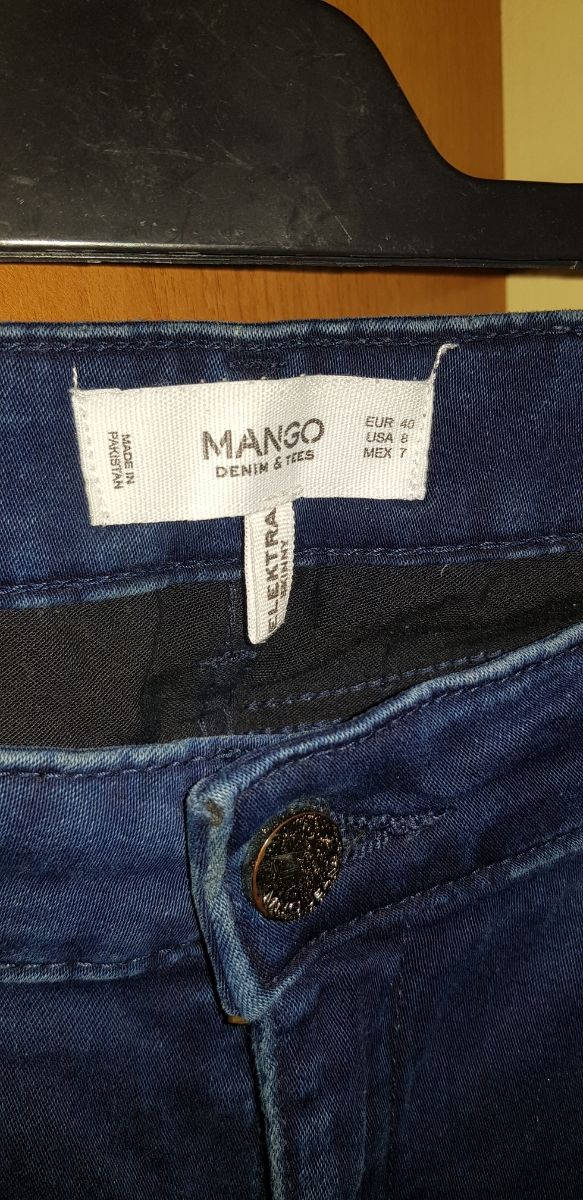 MADE IN
PAKISTAN
MANGO
DENIM & TEES
EUR 40
USA 8
MEX 7
ELEKTRA
SKINNY